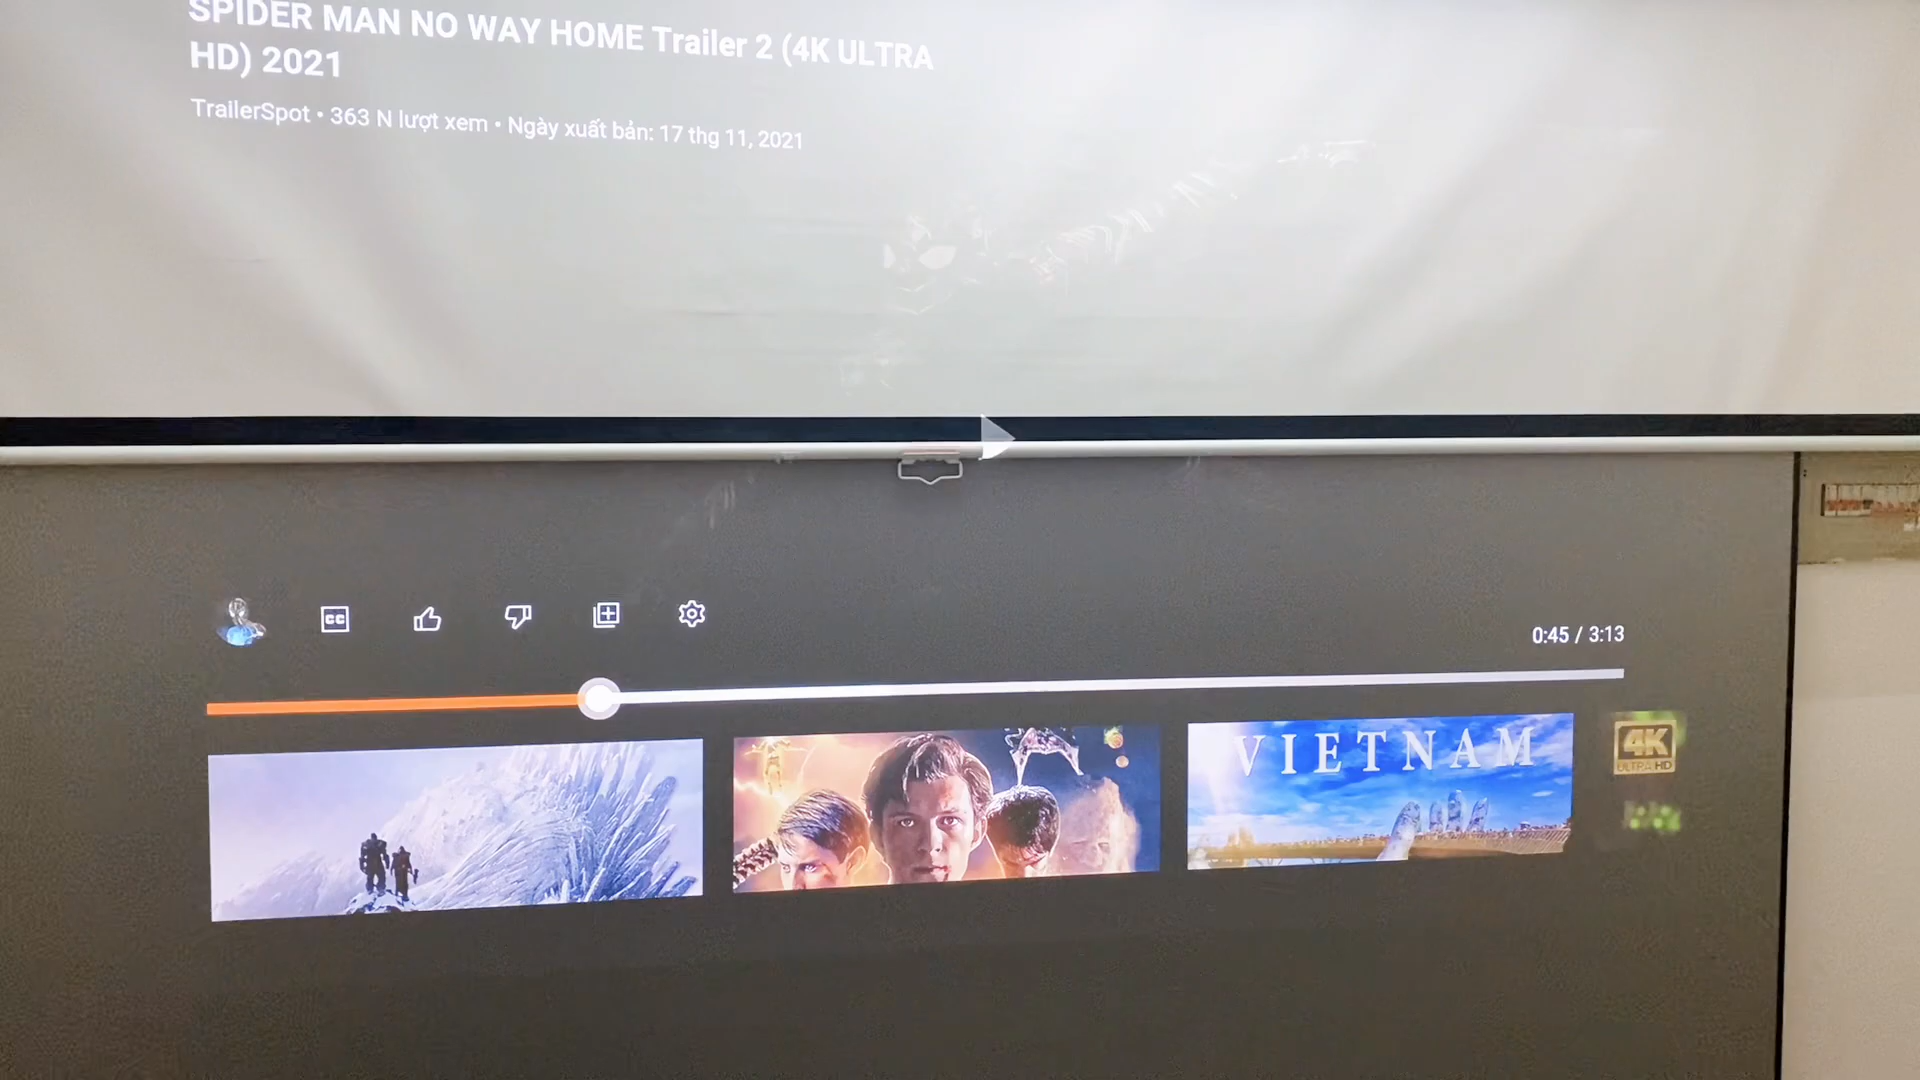 SPIDER MAN NO WAY HOME Trailer 2 (4K ULTRA
HD) 2021
TrailerSpot • 363 N lượt xem • Ngày xuất bản: 17 thg 11, 2021
CC
0:45 / 3:13
VIETNAM
4K
ULTRA HD